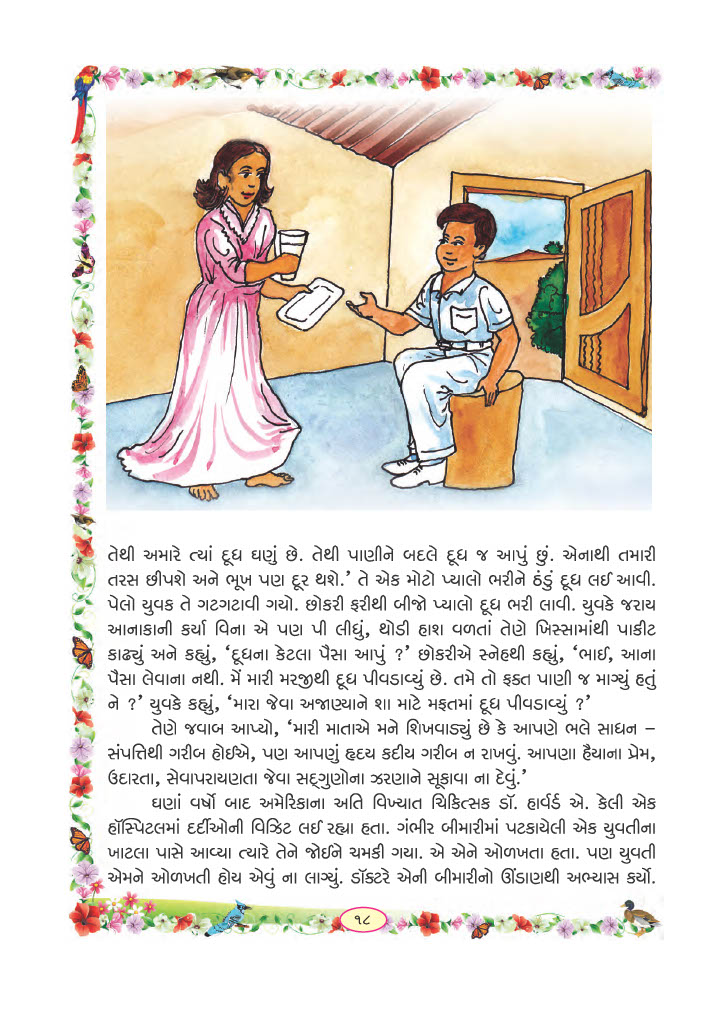 તેથી અમારે ત્યાં દૂધ ઘણું છે. તેથી પાણીને બદલે દૂધ જ આપું છું. એનાથી તમારી
તરસ છીપશે અને ભૂખ પણ દૂર થશે.’ તે એક મોટો પ્યાલો ભરીને ઠંડું દૂધ લઈ આવી.
પેલો યુવક તે ગટગટાવી ગયો. છોકરી ફરીથી બીજો પ્યાલો દૂધ ભરી લાવી. યુવકે જરાય
આનાકાની કર્યા વિના એ પણ પી લીધું, થોડી હાશ વળતાં તેણે ખિસ્સામાંથી પાકીટ
કાઢ્યું અને કહ્યું, ‘દૂધના કેટલા પૈસા આપું ?’ છોકરીએ સ્નેહથી કહ્યું, ‘ભાઈ, આના
પૈસા લેવાના નથી. મેં મારી મરજીથી દૂધ પીવડાવ્યું છે. તમે તો ફક્ત પાણી જ માગ્યું હતું
ને ?’ યુવકે કહ્યું, ‘મારા જેવા અજાણ્યાને શા માટે મફતમાં દૂધ પીવડાવ્યું ?’
તેણે જવાબ આપ્યો, ‘મારી માતાએ મને શિખવાડ્યું છે કે આપણે ભલે સાધન –
સંપત્તિથી ગરીબ હોઈએ, પણ આપણું હૃદય કદીય ગરીબ ન રાખવું. આપણા હૈયાના પ્રેમ,
ઉદારતા, સેવાપરાયણતા જેવા સદ્‌ગુણોના ઝરણાને સૂકાવા ના દેવું.’
ઘણાં વર્ષો બાદ અમેરિકાના અતિ વિખ્યાત ચિકિત્સક ડૉ. હાર્વર્ડ એ. કેલી એક
હૉસ્પિટલમાં દર્દીઓની વિઝિટ લઈ રહ્યા હતા. ગંભીર બીમારીમાં પટકાયેલી એક યુવતીના
ખાટલા પાસે આવ્યા ત્યારે તેને જોઈને ચમકી ગયા. એ એને ઓળખતા હતા. પણ યુવતી
એમને ઓળખતી હોય એવું ના લાગ્યું. ડૉક્ટરે એની બીમારીનો ઊંડાણથી અભ્યાસ કર્યો.
૧૮